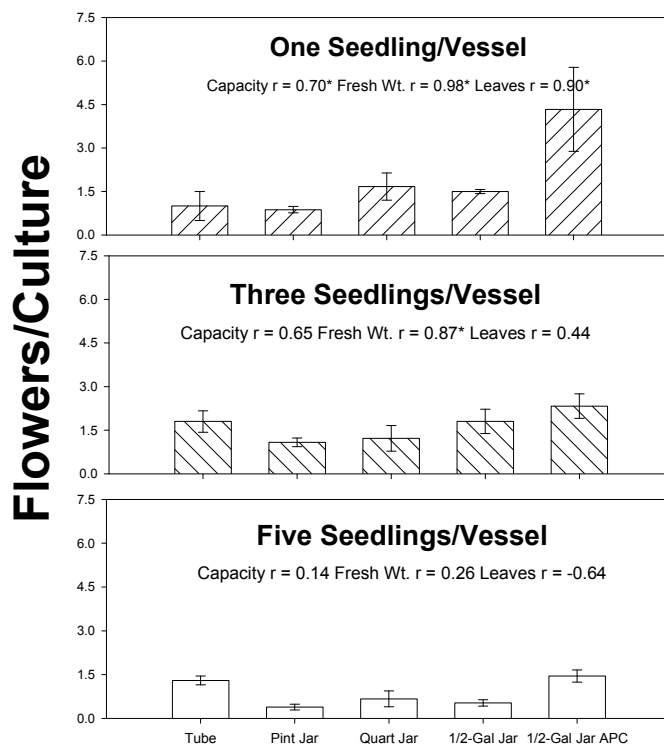 Flowers/Culture
7.5
6.0
4.5
3.0
1.5
0.0
One Seedling/Vessel
Capacity r = 0.70* Fresh Wt. r = 0.98* Leaves r = 0.90*
7.5
6.0
4.5
3.0
1.5
0.0
Three Seedlings/Vessel
Capacity r = 0.65 Fresh Wt. r = 0.87* Leaves r = 0.44
7.5
6.0
4.5
3.0
1.5
0.0
Five Seedlings/Vessel
Capacity r = 0.14 Fresh Wt. r = 0.26 Leaves r = -0.64
Tube Pint Jar Quart Jar 1/2-Gal Jar 1/2-Gal Jar APC